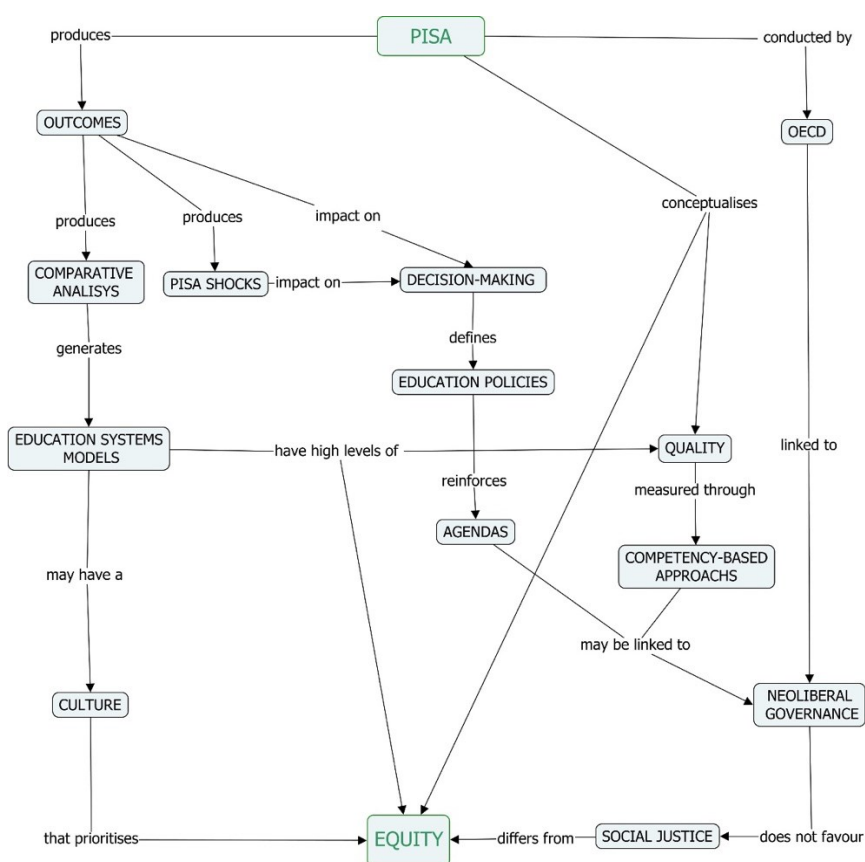 produces
PISA
conducted by
OUTCOMES
OECD
produces
produces
impact on
conceptualises
COMPARATIVE
ANALISYS
PISA SHOCKS
impact on
DECISION-MAKING
generates
defines
EDUCATION POLICIES
EDUCATION SYSTEMS
MODELS
have high levels of
QUALITY
linked to
reinforces
measured through
AGENDAS
COMPETENCY-BASED
APPROACHS
may have a
may be linked to
CULTURE
NEOLIBERAL
GOVERNANCE
that prioritises
EQUITY
differs from
SOCIAL JUSTICE
does not favour